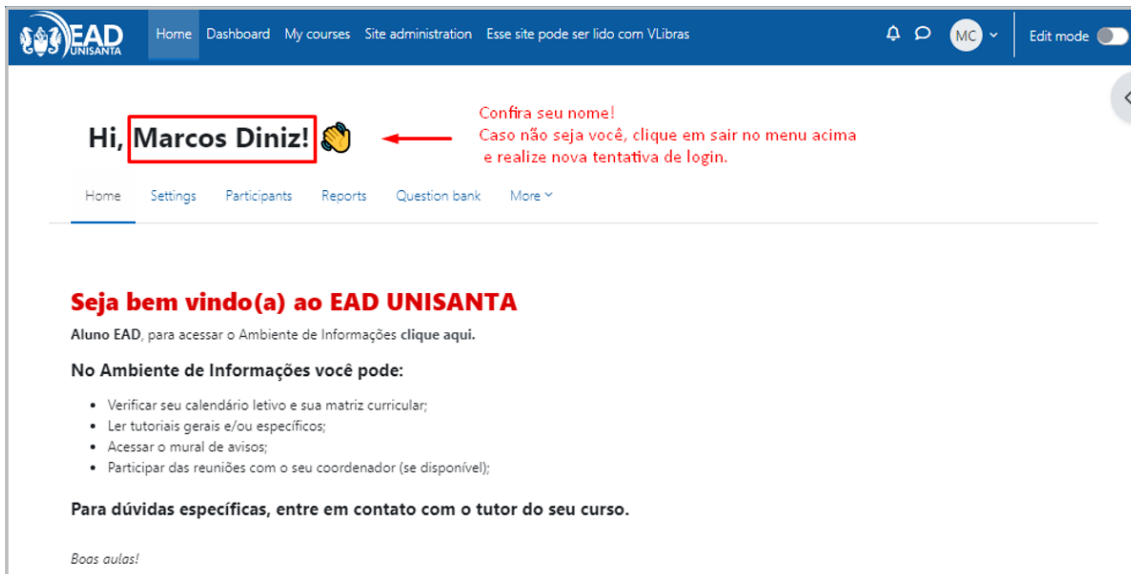 EAD
UNISANTA
Home Dashboard My courses Site administration Esse site pode ser lido com VLibras MC Edit mode
Hi, Marcos Diniz!
Confira seu nome!
Caso não seja você, clique em sair no menu acima
e realize nova tentativa de login.
Home Settings Participants Reports Question bank More
Seja bem vindo(a) ao EAD UNISANTA
Aluno EAD, para acessar o Ambiente de Informações clique aqui.
No Ambiente de Informações você pode:
• Verificar seu calendário letivo e sua matriz curricular;
• Ler tutoriais gerais e/ou específicos;
• Acessar o mural de avisos;
• Participar das reuniões com o seu coordenador (se disponível);
Para dúvidas específicas, entre em contato com o tutor do seu curso.
Boas aulas!